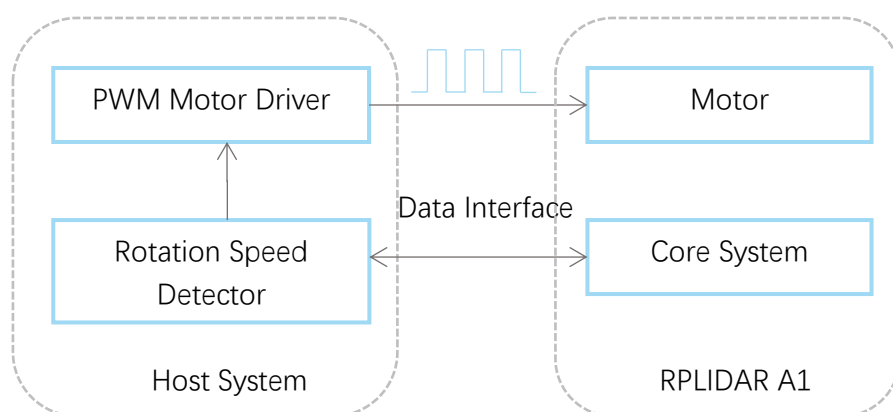 PWM Motor Driver
Motor
Data Interface
Rotation Speed
Detector
Core System
Host System
RPLIDAR A1